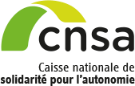 cnsa
Caisse nationale de
solidarité pour l'autonomie